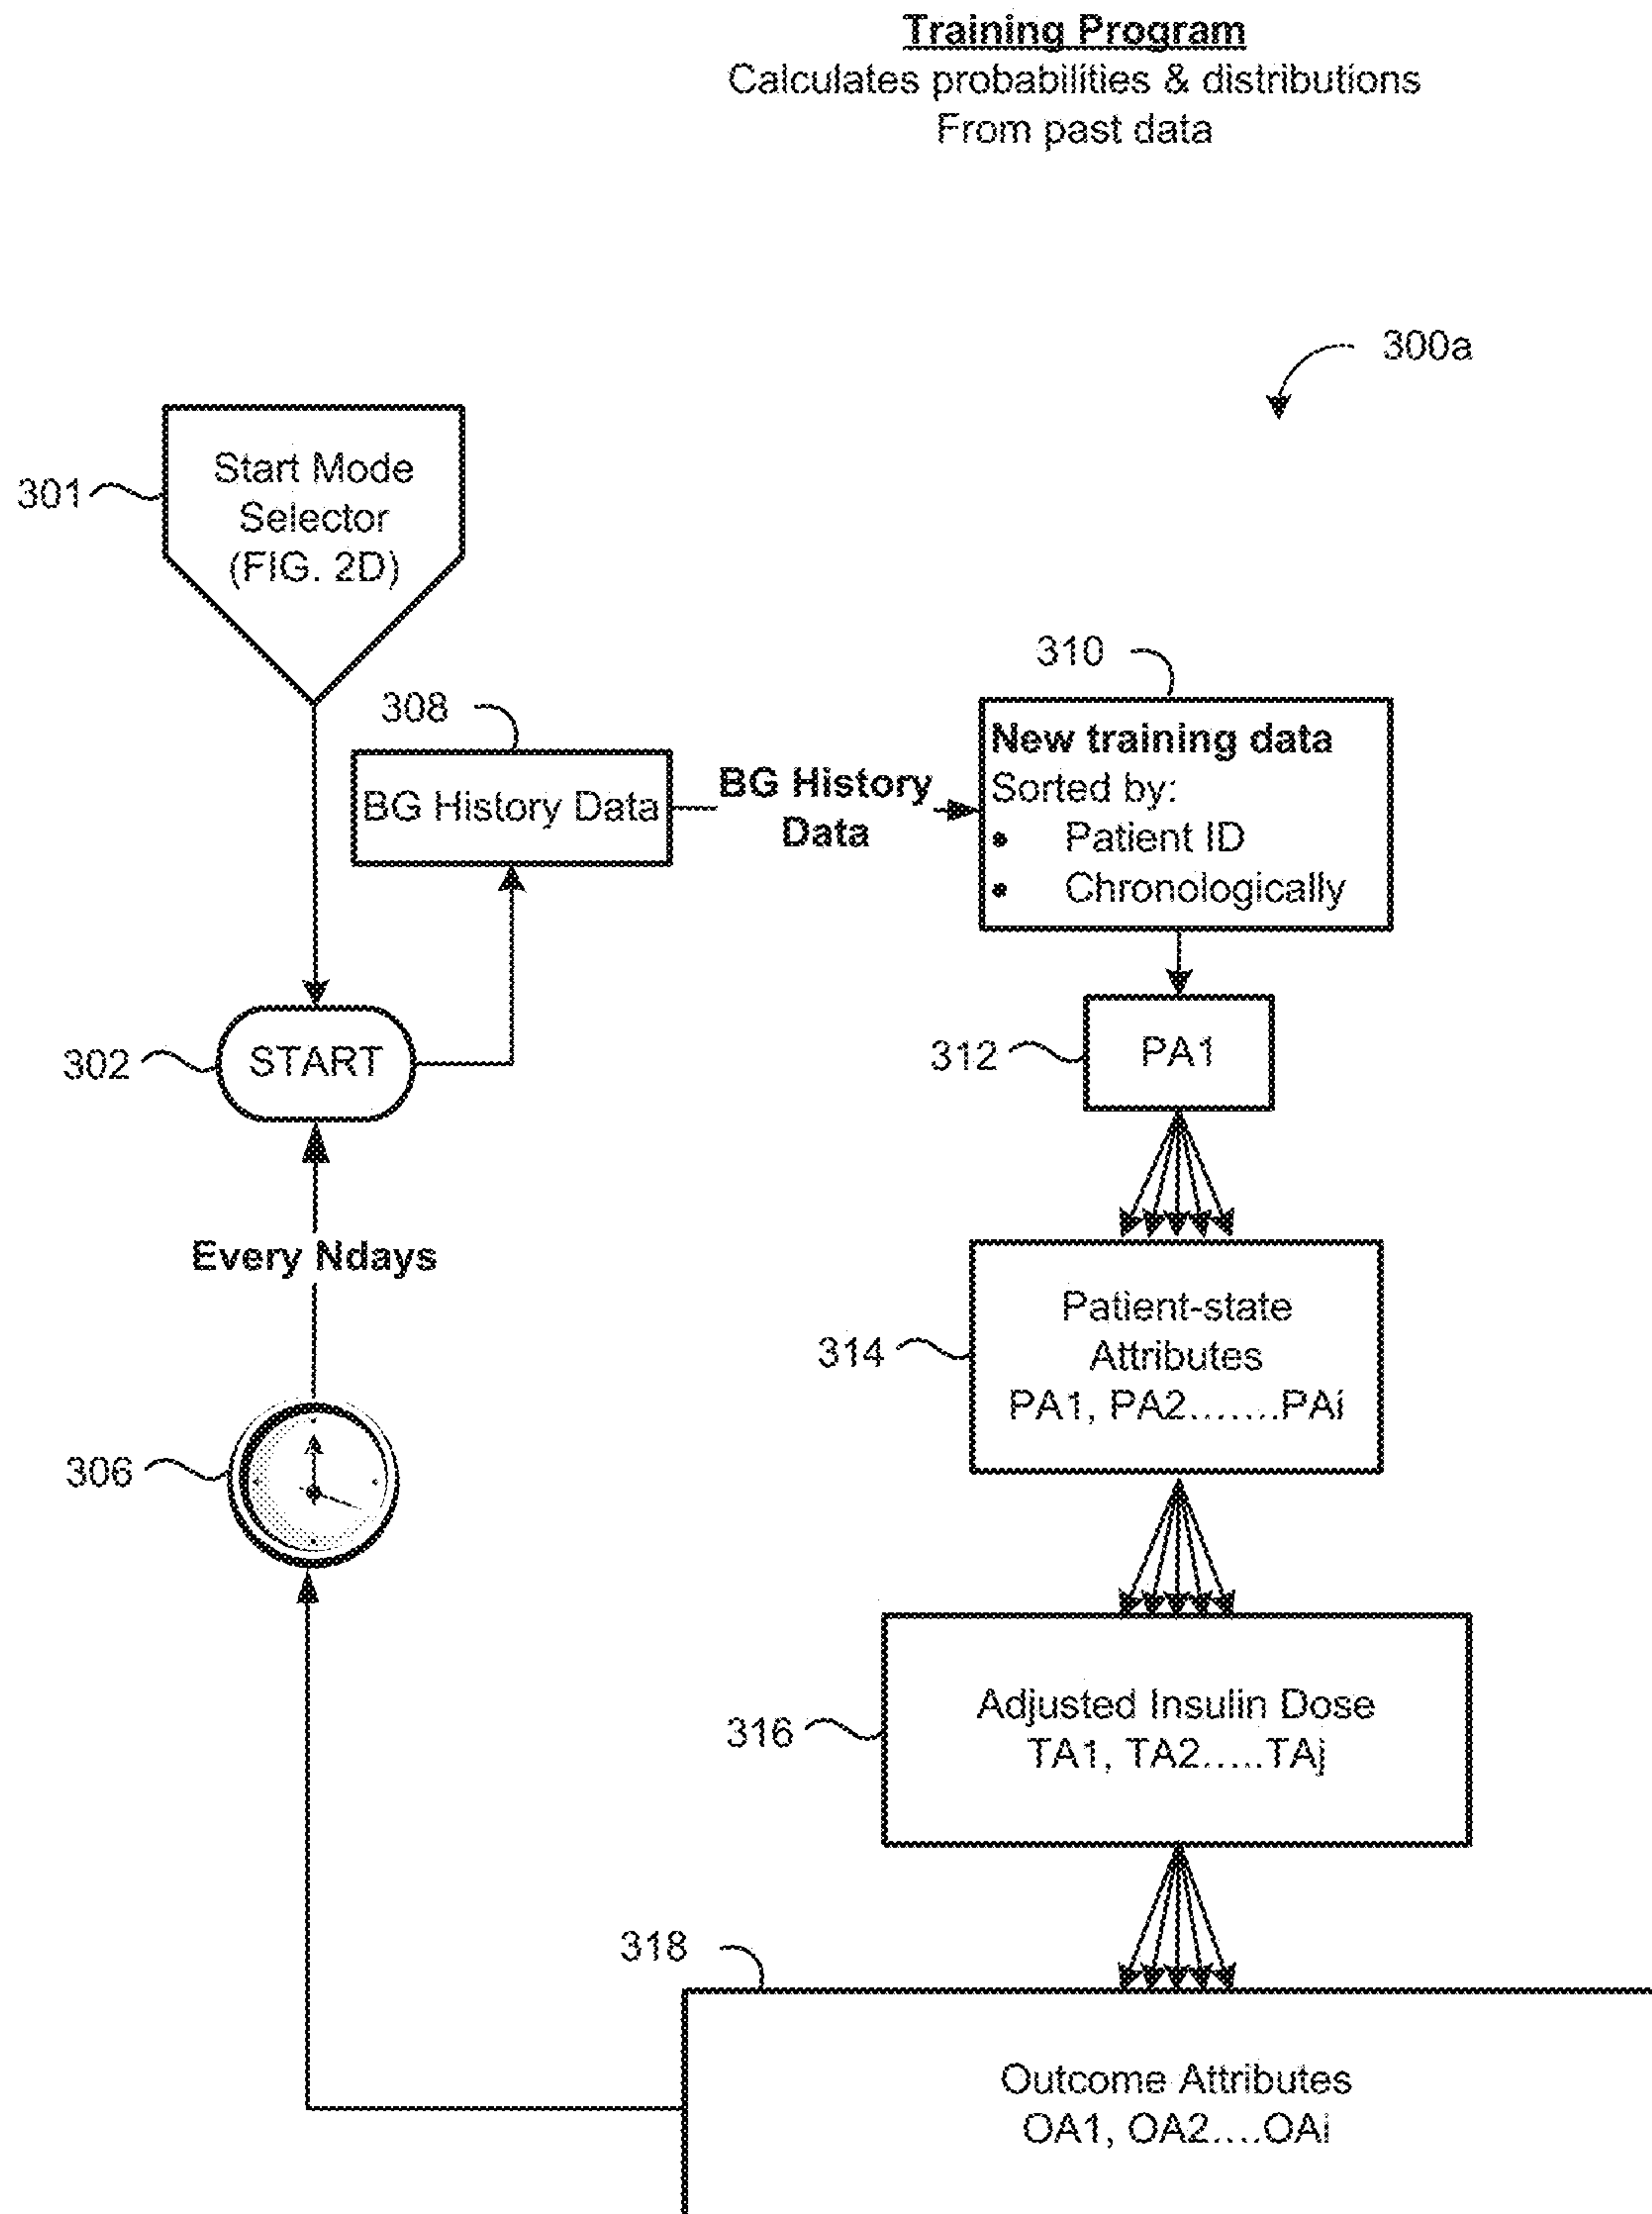 Training Program
Calculates probabilities & distributions
From past data
300a
301
Start Mode
Selector
(FIG. 2D)
310
308
New training data
Sorted by:
• Patient ID
• Chronologically
BG History Data
BG History
Data
302
START
312
PA1
Every Ndays
314
Patient-state
Attributes
PA1, PA2.......PAi
306
316
Adjusted Insulin Dose
TA1, TA2.....TAj
318
Outcome Attributes
OA1, OA2....OAi